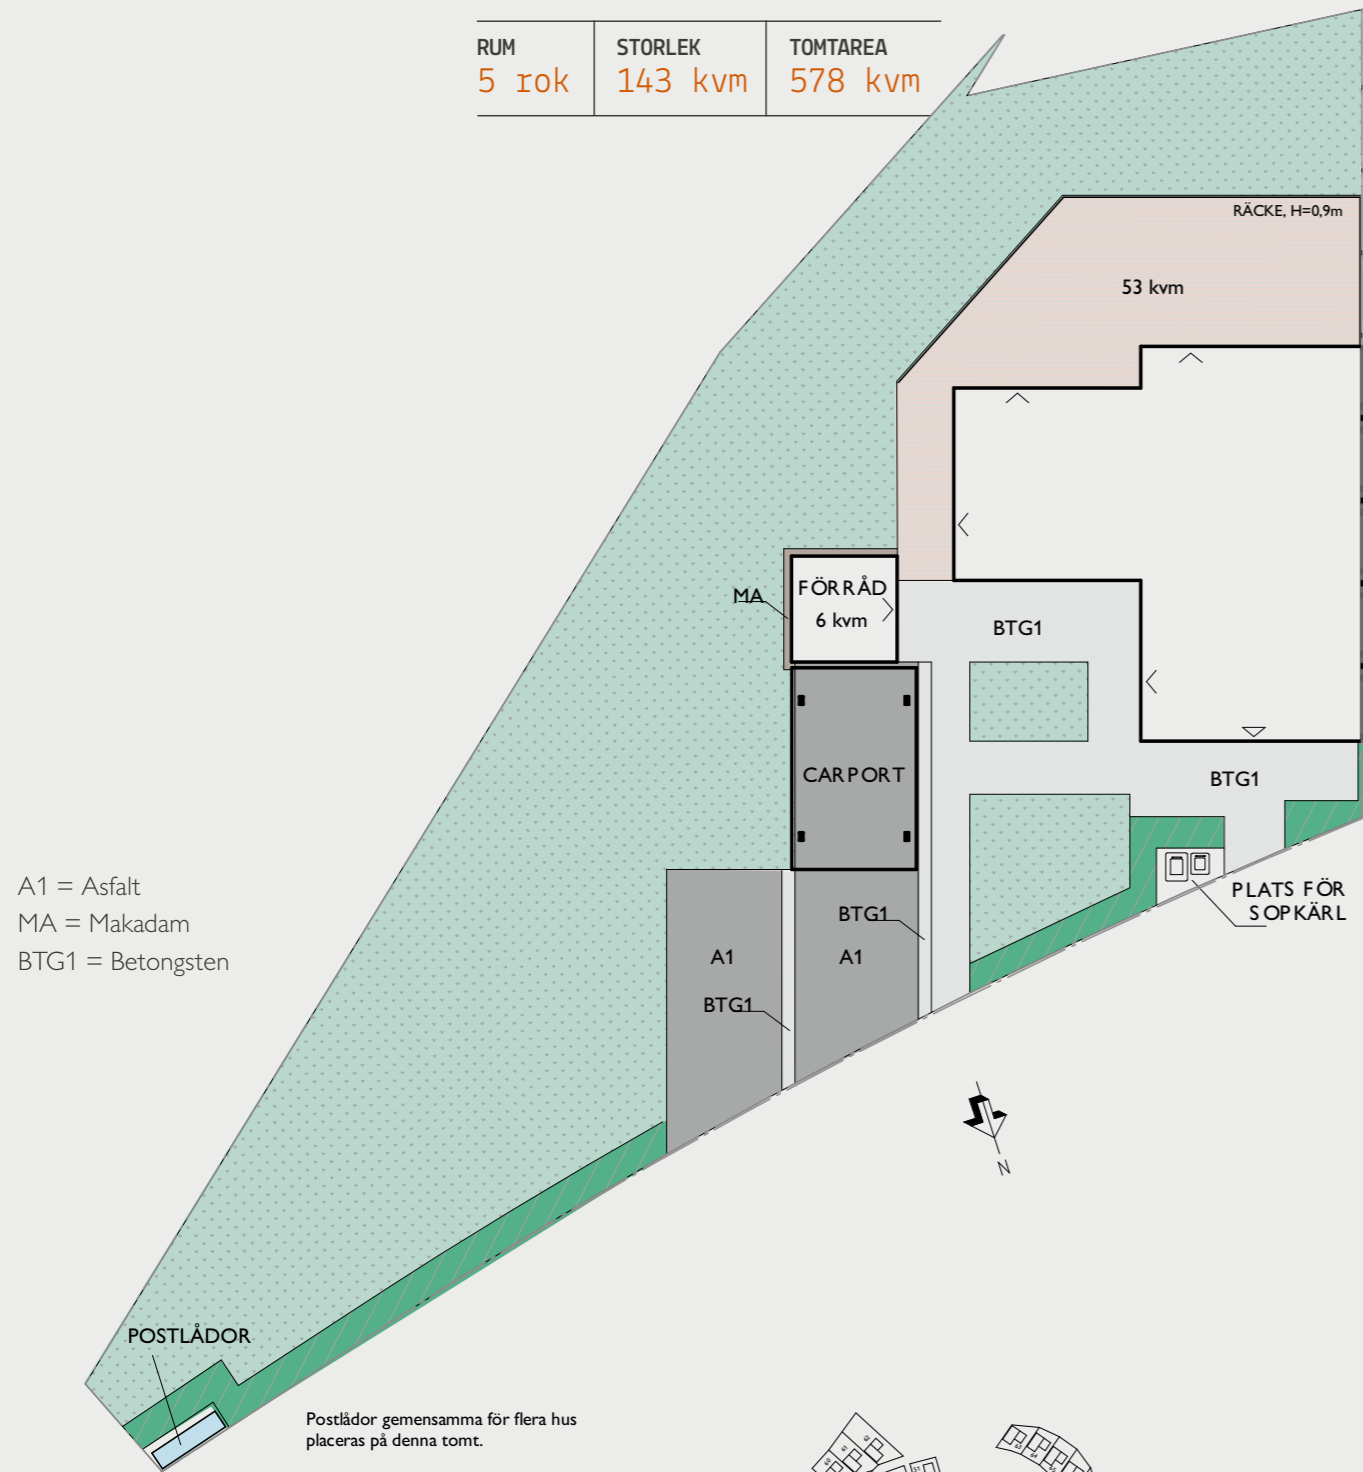 RUM STORLEK TOMTAREA
5 rok 143 kvm 578 kvm
RÄCKE, H=0,9m
53 kvm
FÖRRÅD
MA
6 kvm
BTG1
CARPORT
BTG1
A1 = Asfalt
MA = Makadam
BTG1 = Betongsten
PLATS FÖR
SOPKÄRL
BTG1
A1
A1
BTG1
N
POSTLÅDOR
Postlådor gemensamma för flera hus
placeras på denna tomt.